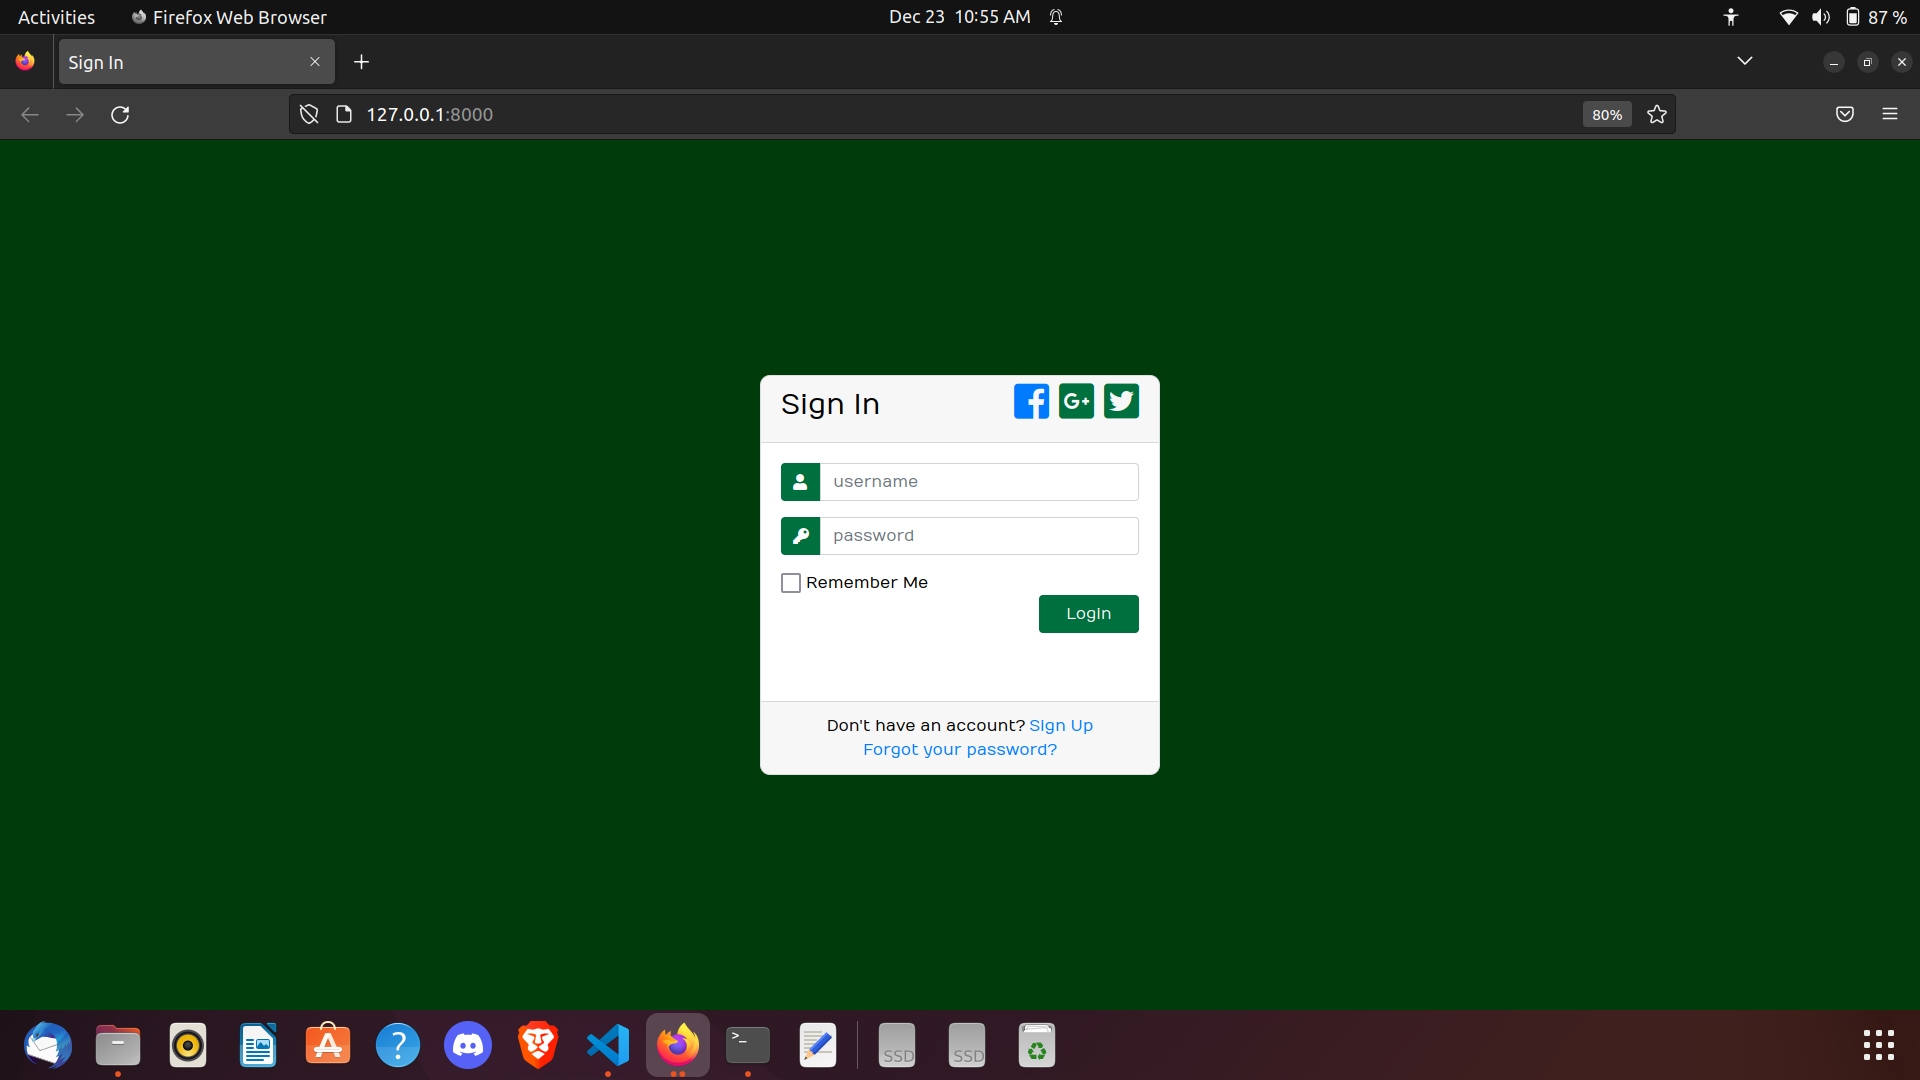 Activities Firefox Web Browser Dec 23 10:55 AM 87 %
Sign In
127.0.0.1:8000 80%
Sign In
G+
username
password
Remember Me
Login
Don't have an account? Sign Up
Forgot your password?
A ? >_ SSD SSD